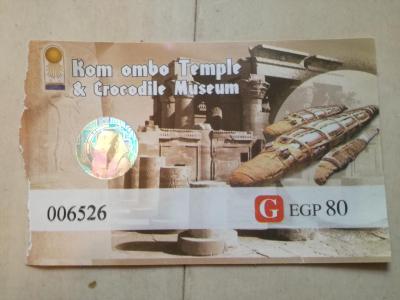 Kom ombo Temple
& Crocodile Museum
006526
G EGP 80